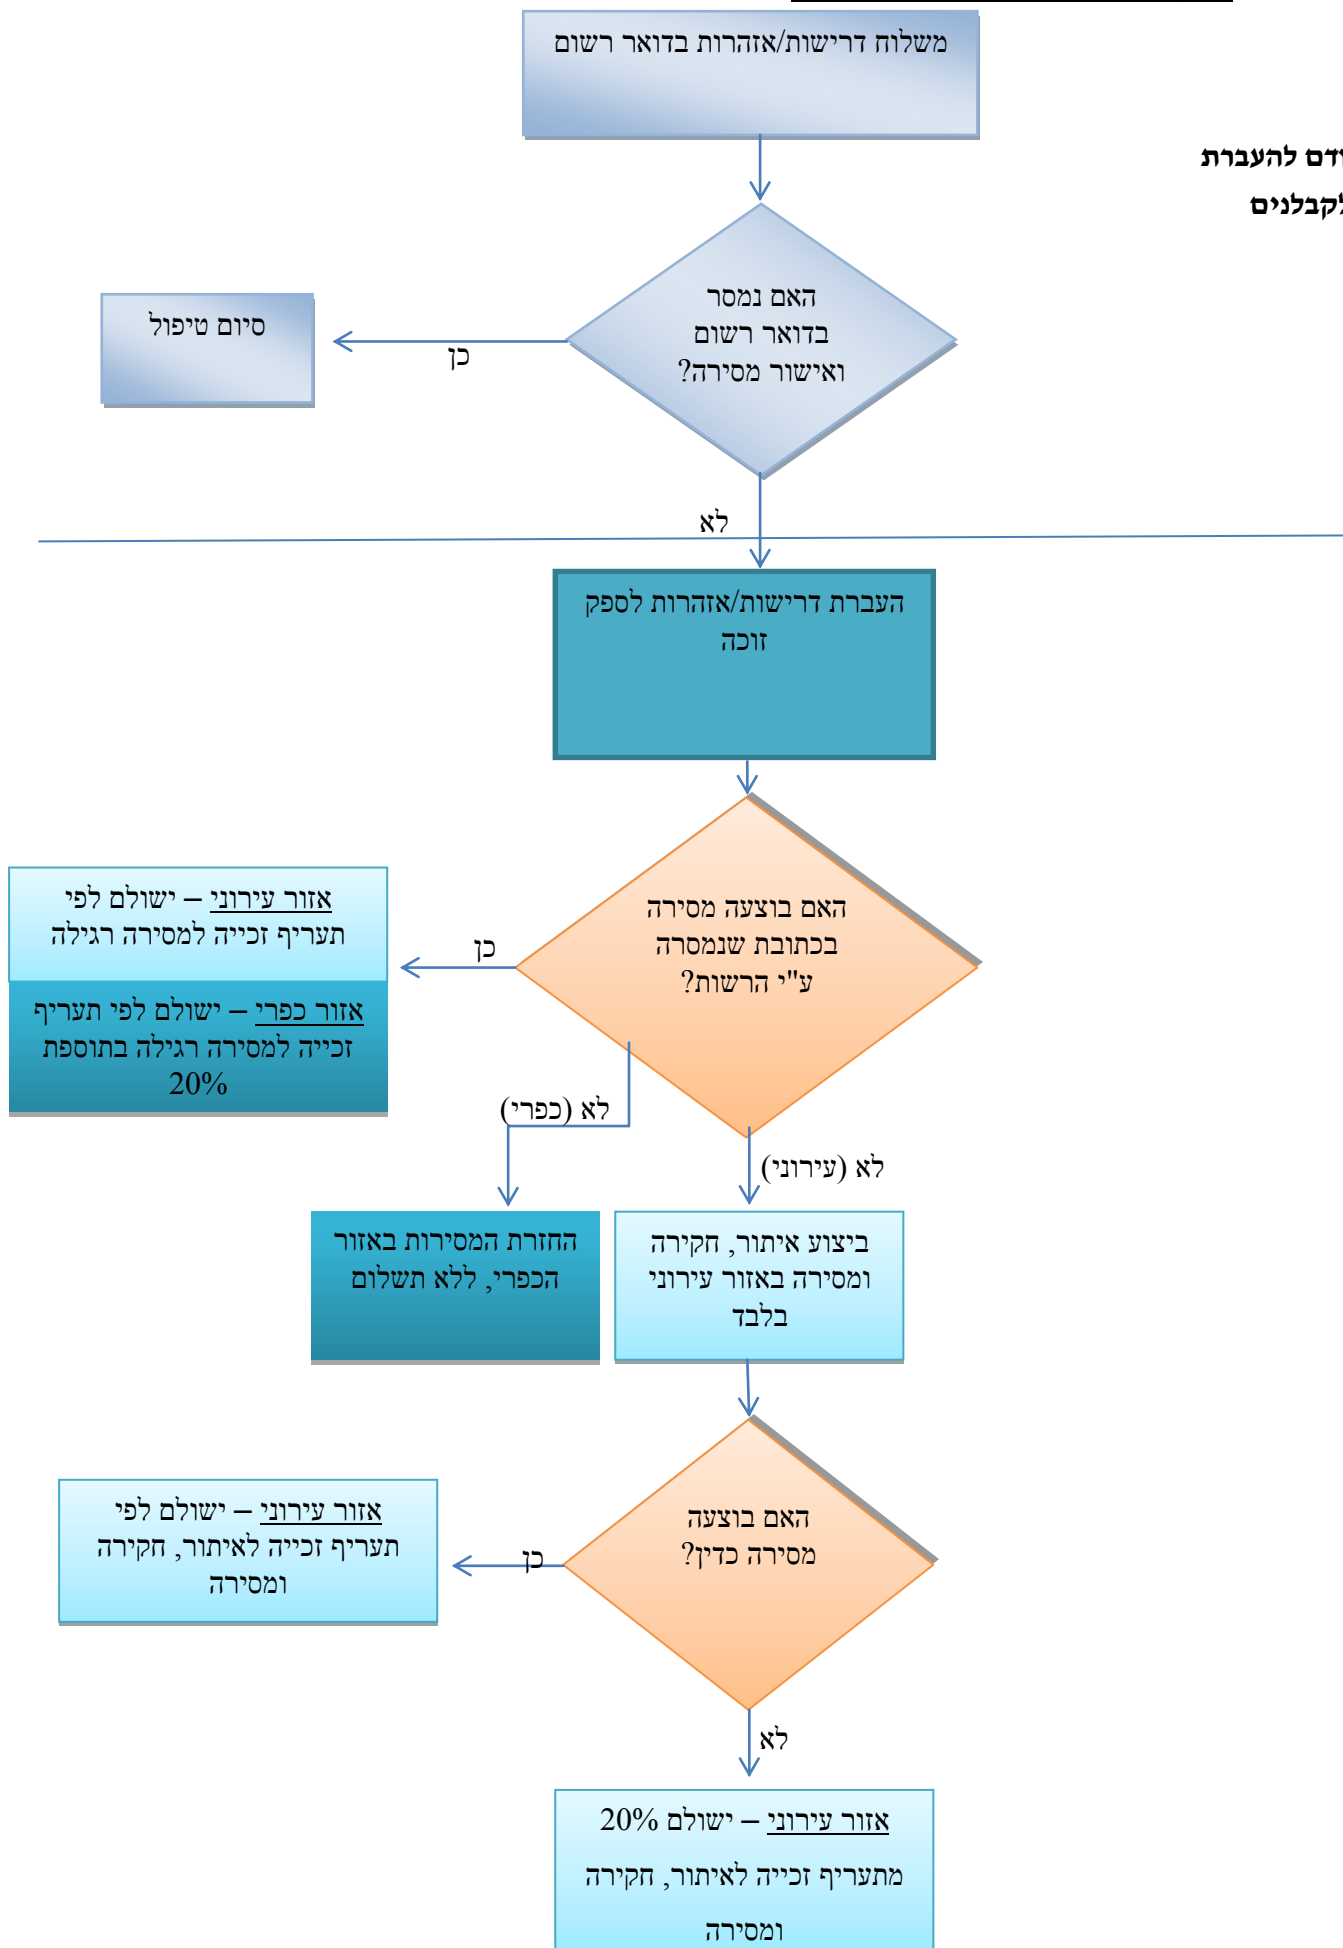 משלוח דרישות/אזהרות בדואר רשום
להעברת
לקבלנים
האם נמסר
בדואר רשום
ואישור מסירה?
כן
סיום טיפול
לא
העברת דרישות/אזהרות לספק
זוכה
האם בוצעה מסירה
בכתובת שנמסרה
ע"י הרשות?
כן
אזור עירוני – ישולם לפי
תעריף זכייה למסירה רגילה
אזור כפרי – ישולם לפי תעריף
זכייה למסירה רגילה בתוספת
20%
לא (כפרי)
לא (עירוני)
החזרת המסירות באזור
הכפרי, ללא תשלום
ביצוע איתור, חקירה
ומסירה באזור עירוני
בלבד
האם בוצעה
מסירה כדין?
כן
אזור עירוני – ישולם לפי
תעריף זכייה לאיתור, חקירה
ומסירה
לא
אזור עירוני – ישולם 20%
מתעריף זכייה לאיתור, חקירה
ומסירה